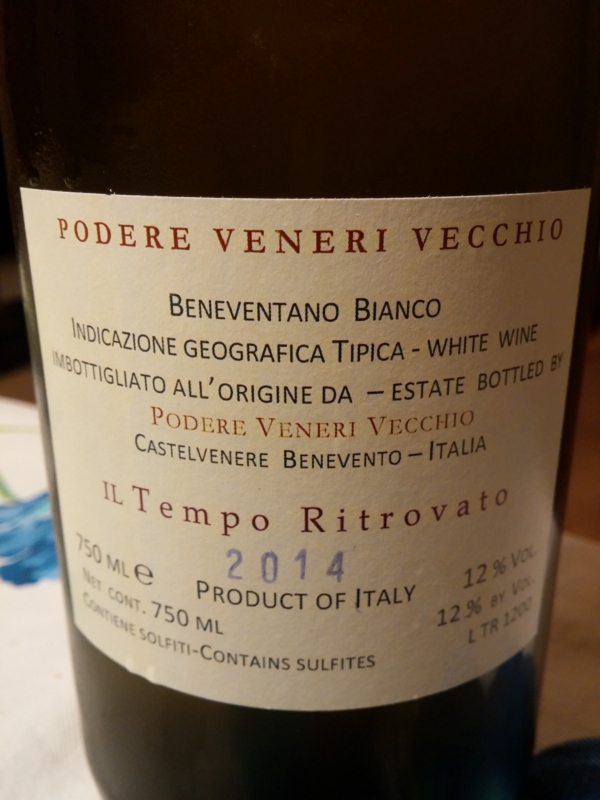 PODERE VENERI VECCHIO
BENEVENTANO BIANCO
INDICAZIONE GEOGRAFICA TIPICA - WHITE WINE
IMBOTTIGLIATO ALL'ORIGINE DA – ESTATE BOTTLED BY
PODERE VENERI VECCHIO
CASTELVENERE BENEVENTO – ITALIA
IL Tempo Ritrovato
2014
750 ML e
12 % VOL.
NET CONT. 750 ML
PRODUCT OF ITALY
12.% BY VOL.
CONTIENE SOLFITI-CONTAINS SULFITES
L TR 1200